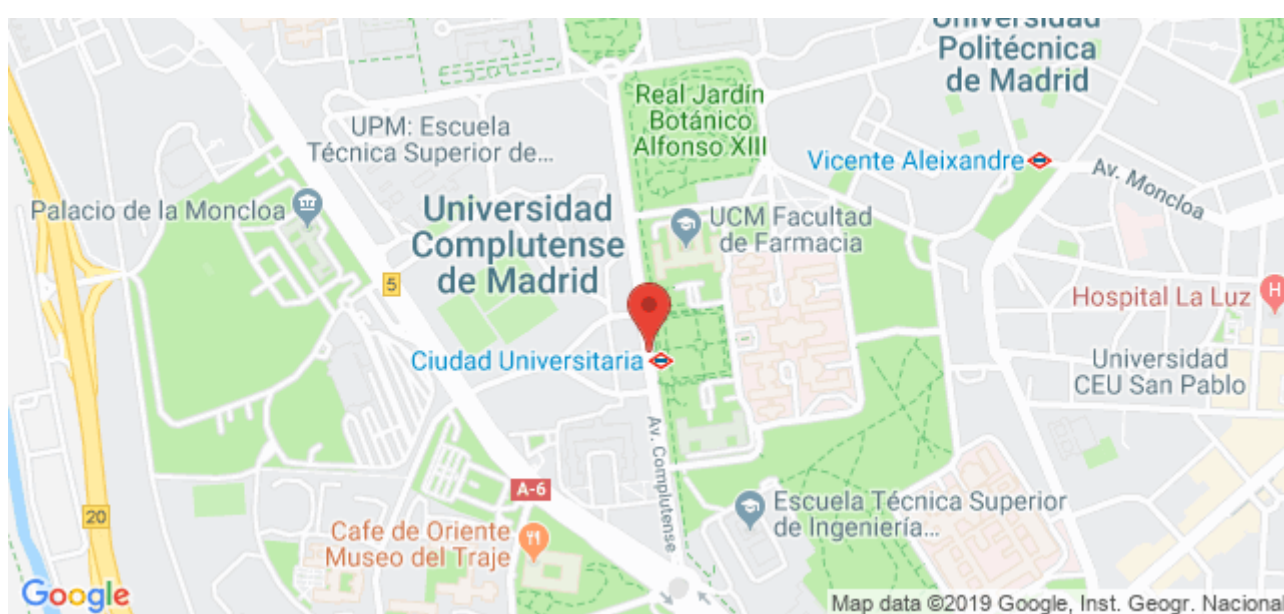 Universidad
Politécnica
de Madrid
Real Jardín
Botánico
Alfonso XIII
UPM: Escuela
Técnica Superior de...
Vicente Aleixandre
Av. Moncloa
Palacio de la Moncloa
Universidad
Complutense
de Madrid
UCM Facultad
de Farmacia
5
Hospital La Luz
H
Ciudad Universitaria
Universidad
CEU San Pablo
Av. Complutense
A-6
20
Escuela Técnica Superior
de Ingeniería...
Cafe de Oriente
Museo del Traje
Google
Map data ©2019 Google, Inst. Geogr. Naciona